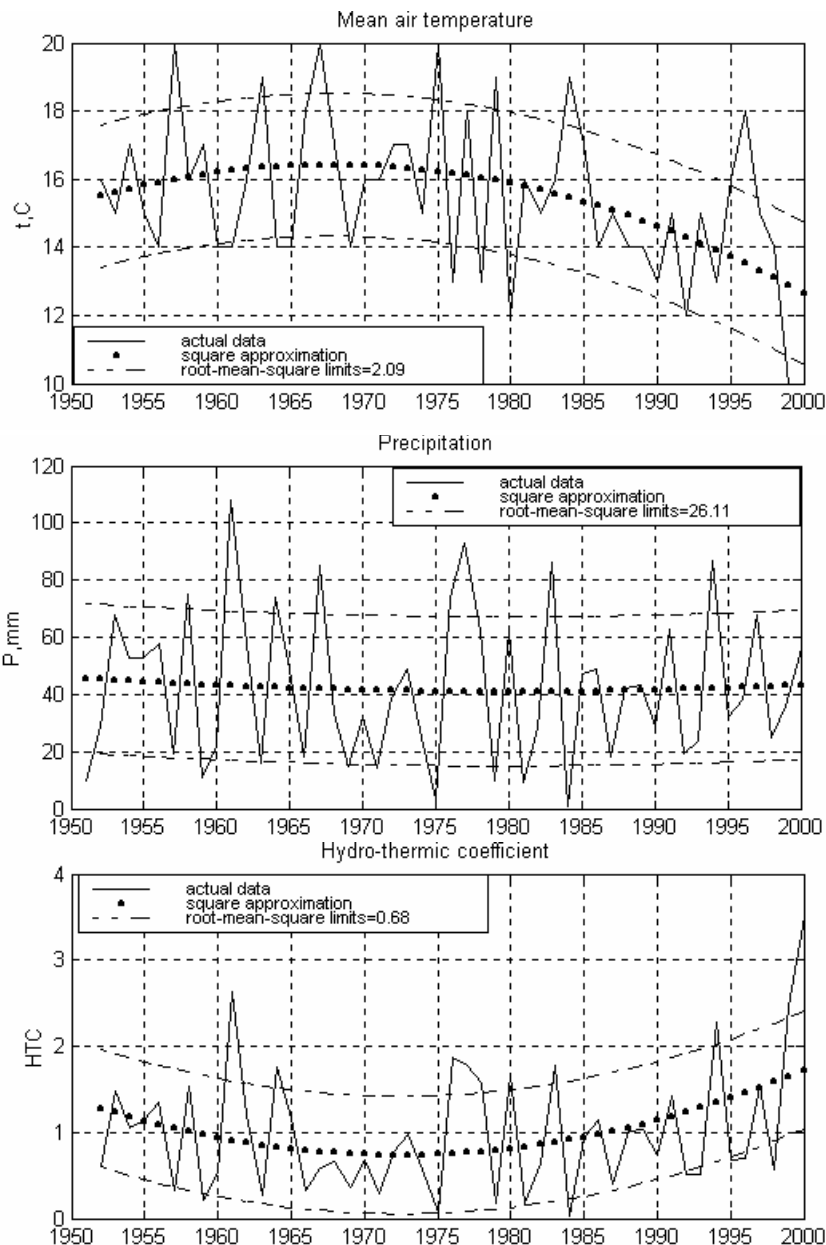 Mean air temperature
20
18
16
14
12
10
t,C
actual data
square approximation
root-mean-square limits=2.09
1950 1955 1960 1965 1970 1975 1980 1985 1990 1995 2000
Precipitation
120
100
80
60
40
20
0
P,mm
actual data
square approximation
root-mean-square limits=26.11
1950 1955 1960 1965 1970 1975 1980 1985 1990 1995 2000
Hydro-thermic coefficient
4
3
2
1
0
HTC
actual data
square approximation
root-mean-square limits=0.68
1950 1955 1960 1965 1970 1975 1980 1985 1990 1995 2000